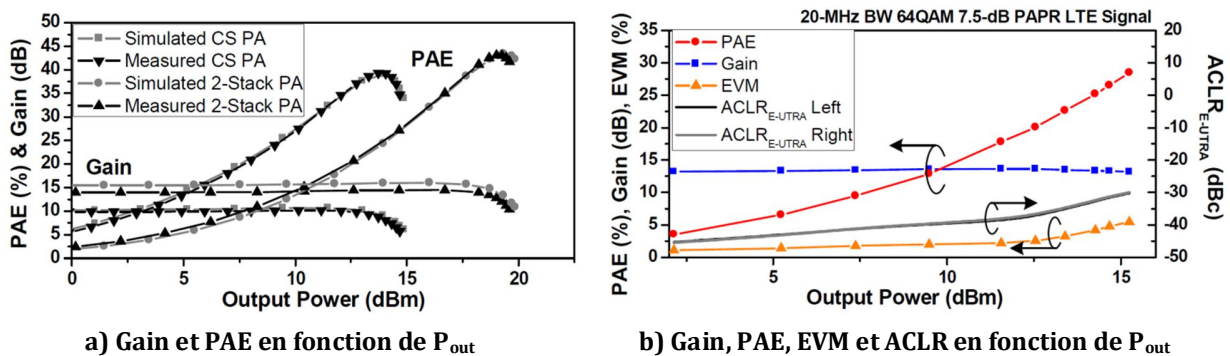 PAE (%) & Gain (dB)
50
45
40
35
30
25
20
15
10
5
0
Simulated CS PA
Measured CS PA
Simulated 2-Stack PA
Measured 2-Stack PA
PAE
Gain
0 5 10 15 20
Output Power (dBm)
a) Gain et PAE en fonction de Pout
20-MHz BW 64QAM 7.5-dB PAPR LTE Signal
PAE (%), Gain (dB), EVM (%)
35
30
25
20
15
10
5
0
PAE
Gain
EVM
ACLRE-UTRA Left
ACLRE-UTRA Right
20
10
0
-10
-20
-30
-40
-50
ACLRE-UTRA (dBc)
5 10 15
Output Power (dBm)
b) Gain, PAE, EVM et ACLR en fonction de Pout